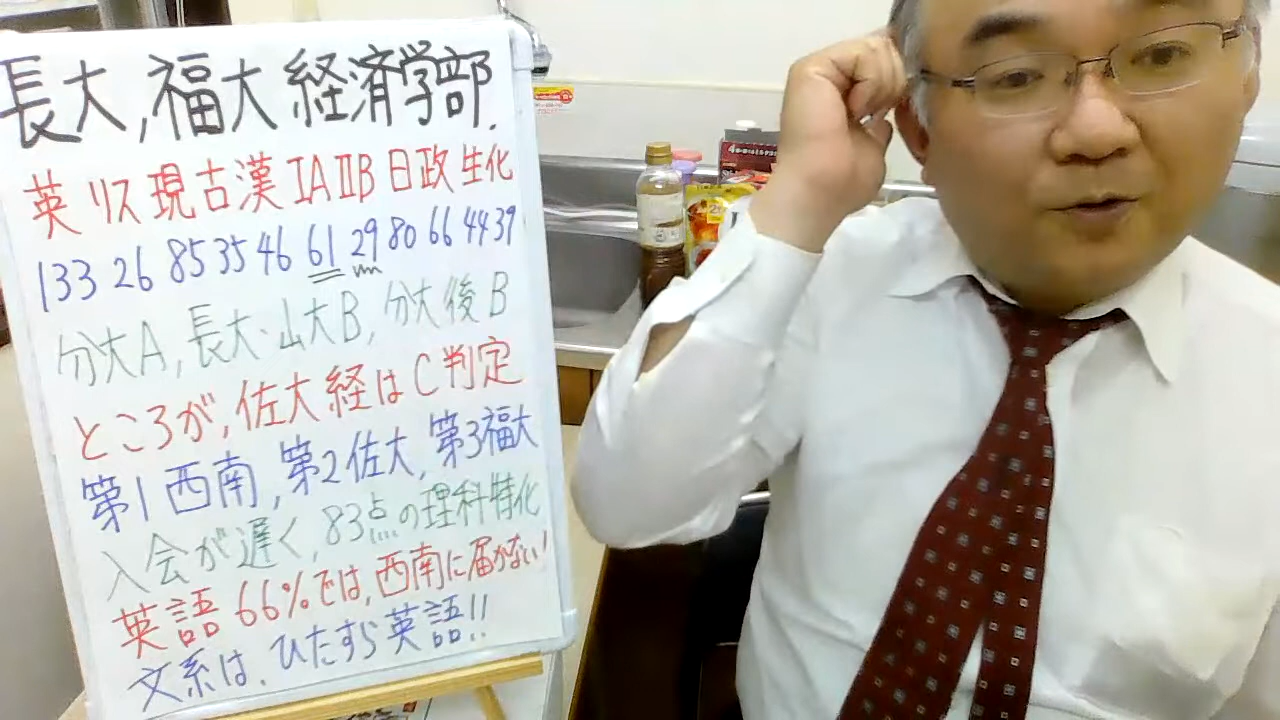 長大,福大経済学部.
英 リス 現 古 漢 IA IIB 日 政 生 化
133 26 85 35 46 61 29 80 66 44 39
分大A,長大・山大B,分大後B
ところが,佐大経はC判定
第1西南,第2佐大,第3福大
入会が遅く,83点の理科特化
英語66%では,西南に届かない!
文系は.ひたすら英語!!